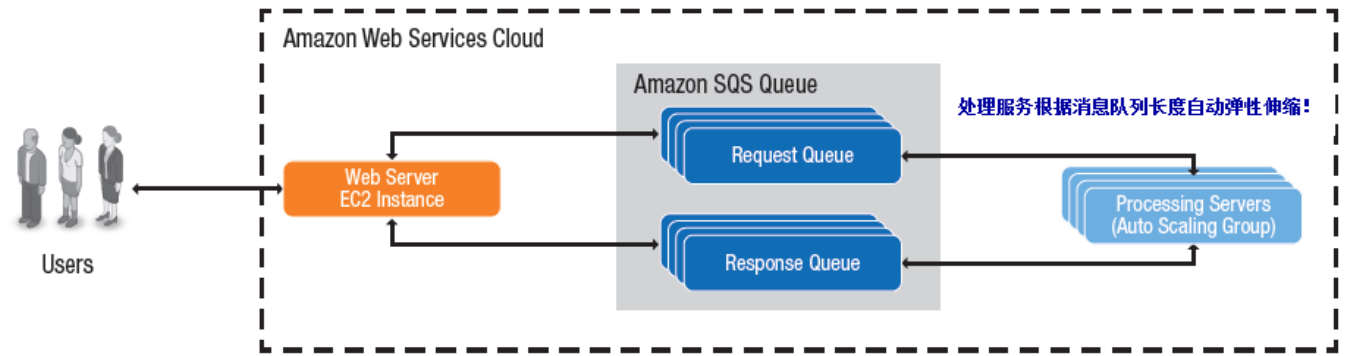 Amazon Web Services Cloud
Amazon SQS Queue
处理服务根据消息队列长度自动弹性伸缩!
Request Queue
Web Server
EC2 Instance
Processing Servers
(Auto Scaling Group)
Response Queue
Users